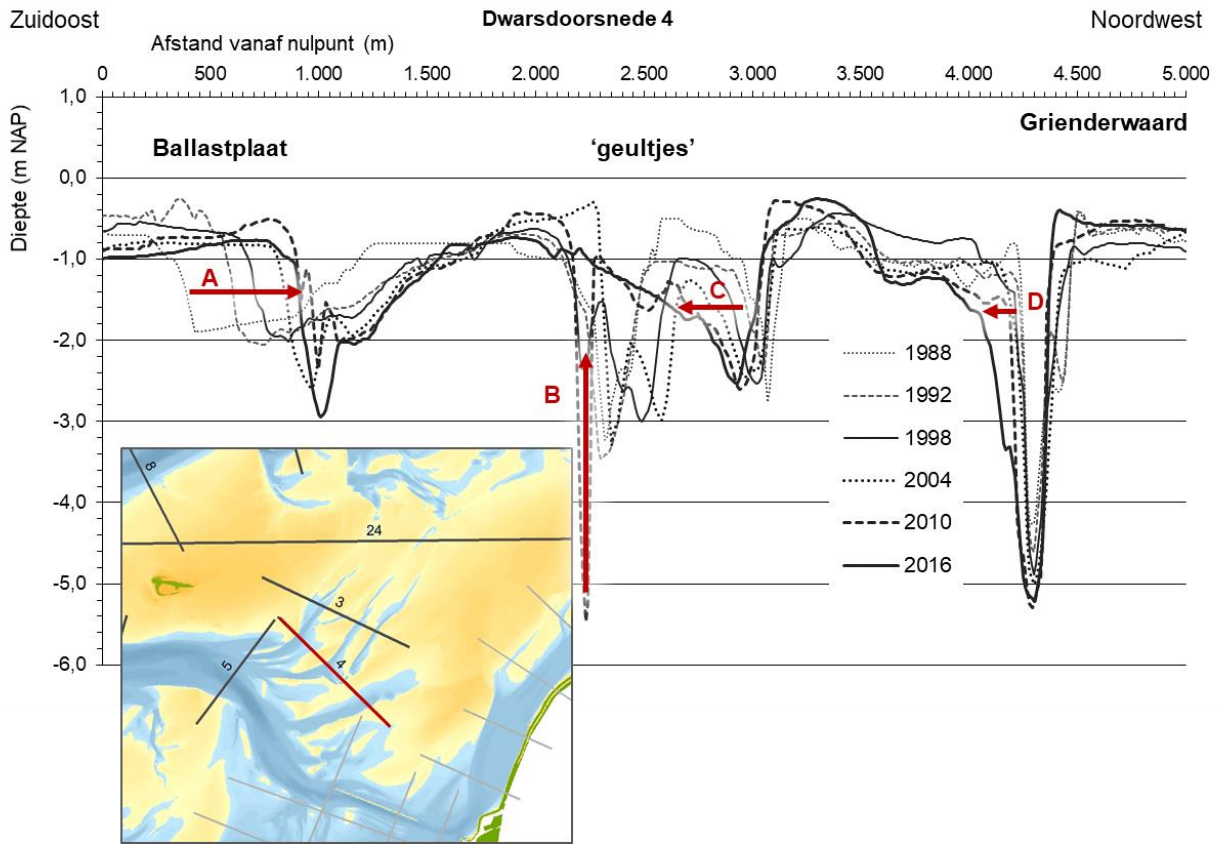 Zuidoost
Dwarsdoorsnede 4
Noordwest
Afstand vanaf nulpunt (m)
0 500 1.000 1.500 2.000 2.500 3.000 3.500 4.000 4.500 5.000
Diepte (m NAP)
1,0
0,0
-1,0
-2,0
-3,0
-4,0
-5,0
-6,0
Grienderwaard
Ballastplaat
'geultjes'
A
B
C
D
1988
1992
1998
2004
2010
2016
8
24
3
4
5